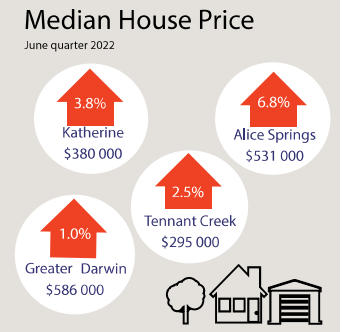 Median House Price
June quarter 2022
3.8%
Katherine
$380 000
6.8%
Alice Springs
$531 000
2.5%
Tennant Creek
$295 000
1.0%
Greater Darwin
$586 000